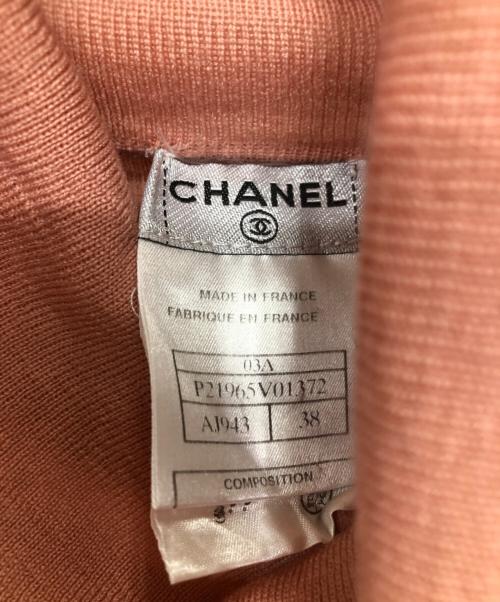 CHANEL
MADE IN FRANCE
FABRIQUE EN FRANCE
03A
P21965V01372
AJ943 38
COMPOSITION